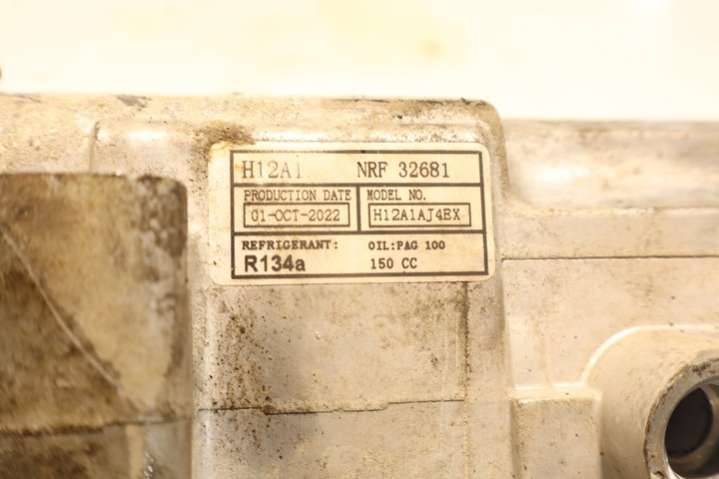 H12A1 NRF 32681
PRODUCTION DATE MODEL NO.
01-OCT-2022 H12A1AJ4EX
REFRIGERANT: OIL:PAG 100
R134a 150 CC